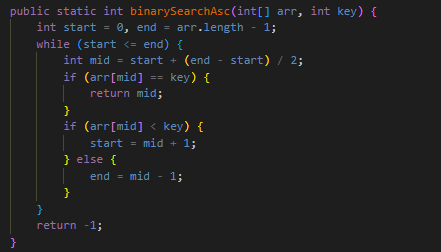 public static int binarySearchAsc(int[] arr, int key) {
    int start = 0, end = arr.length - 1;
    while (start <= end) {
        int mid = start + (end - start) / 2;
        if (arr[mid] == key) {
            return mid;
        }
        if (arr[mid] < key) {
            start = mid + 1;
        } else {
            end = mid - 1;
        }
    }
    return -1;
}